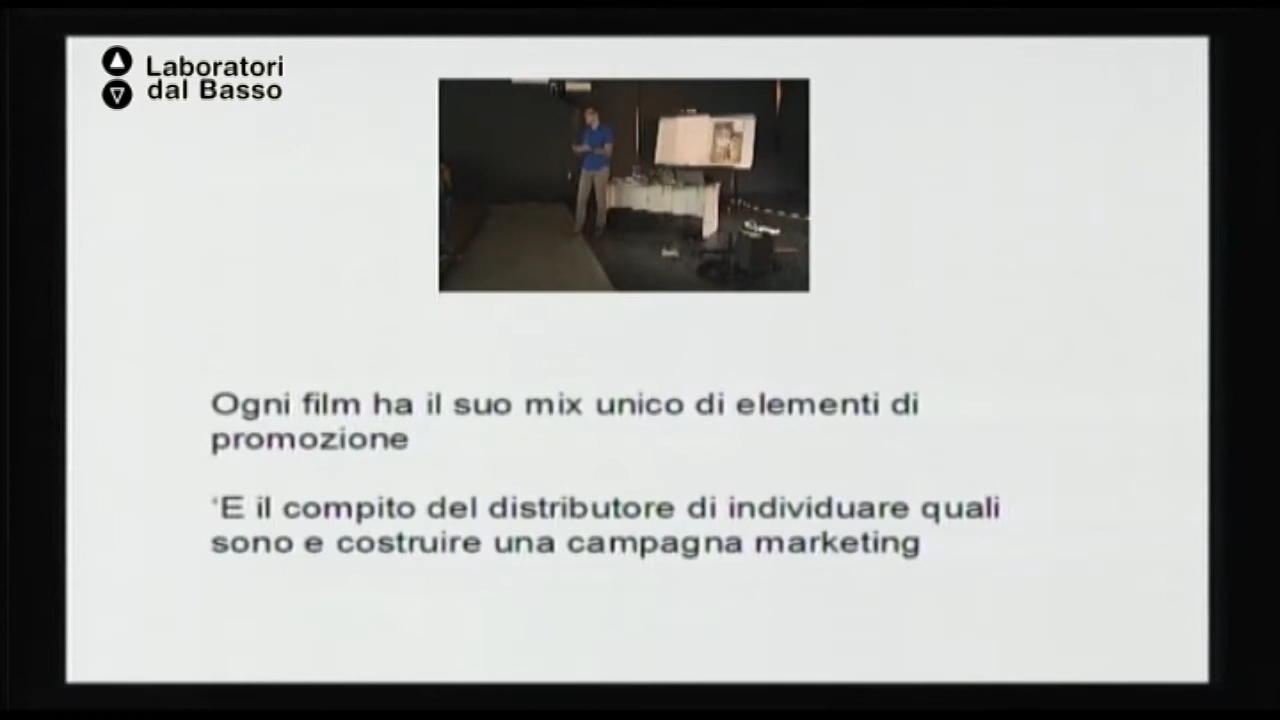 Laboratori
dal Basso
Ogni film ha il suo mix unico di elementi di
promozione
‘E il compito del distributore di individuare quali
sono e costruire una campagna marketing